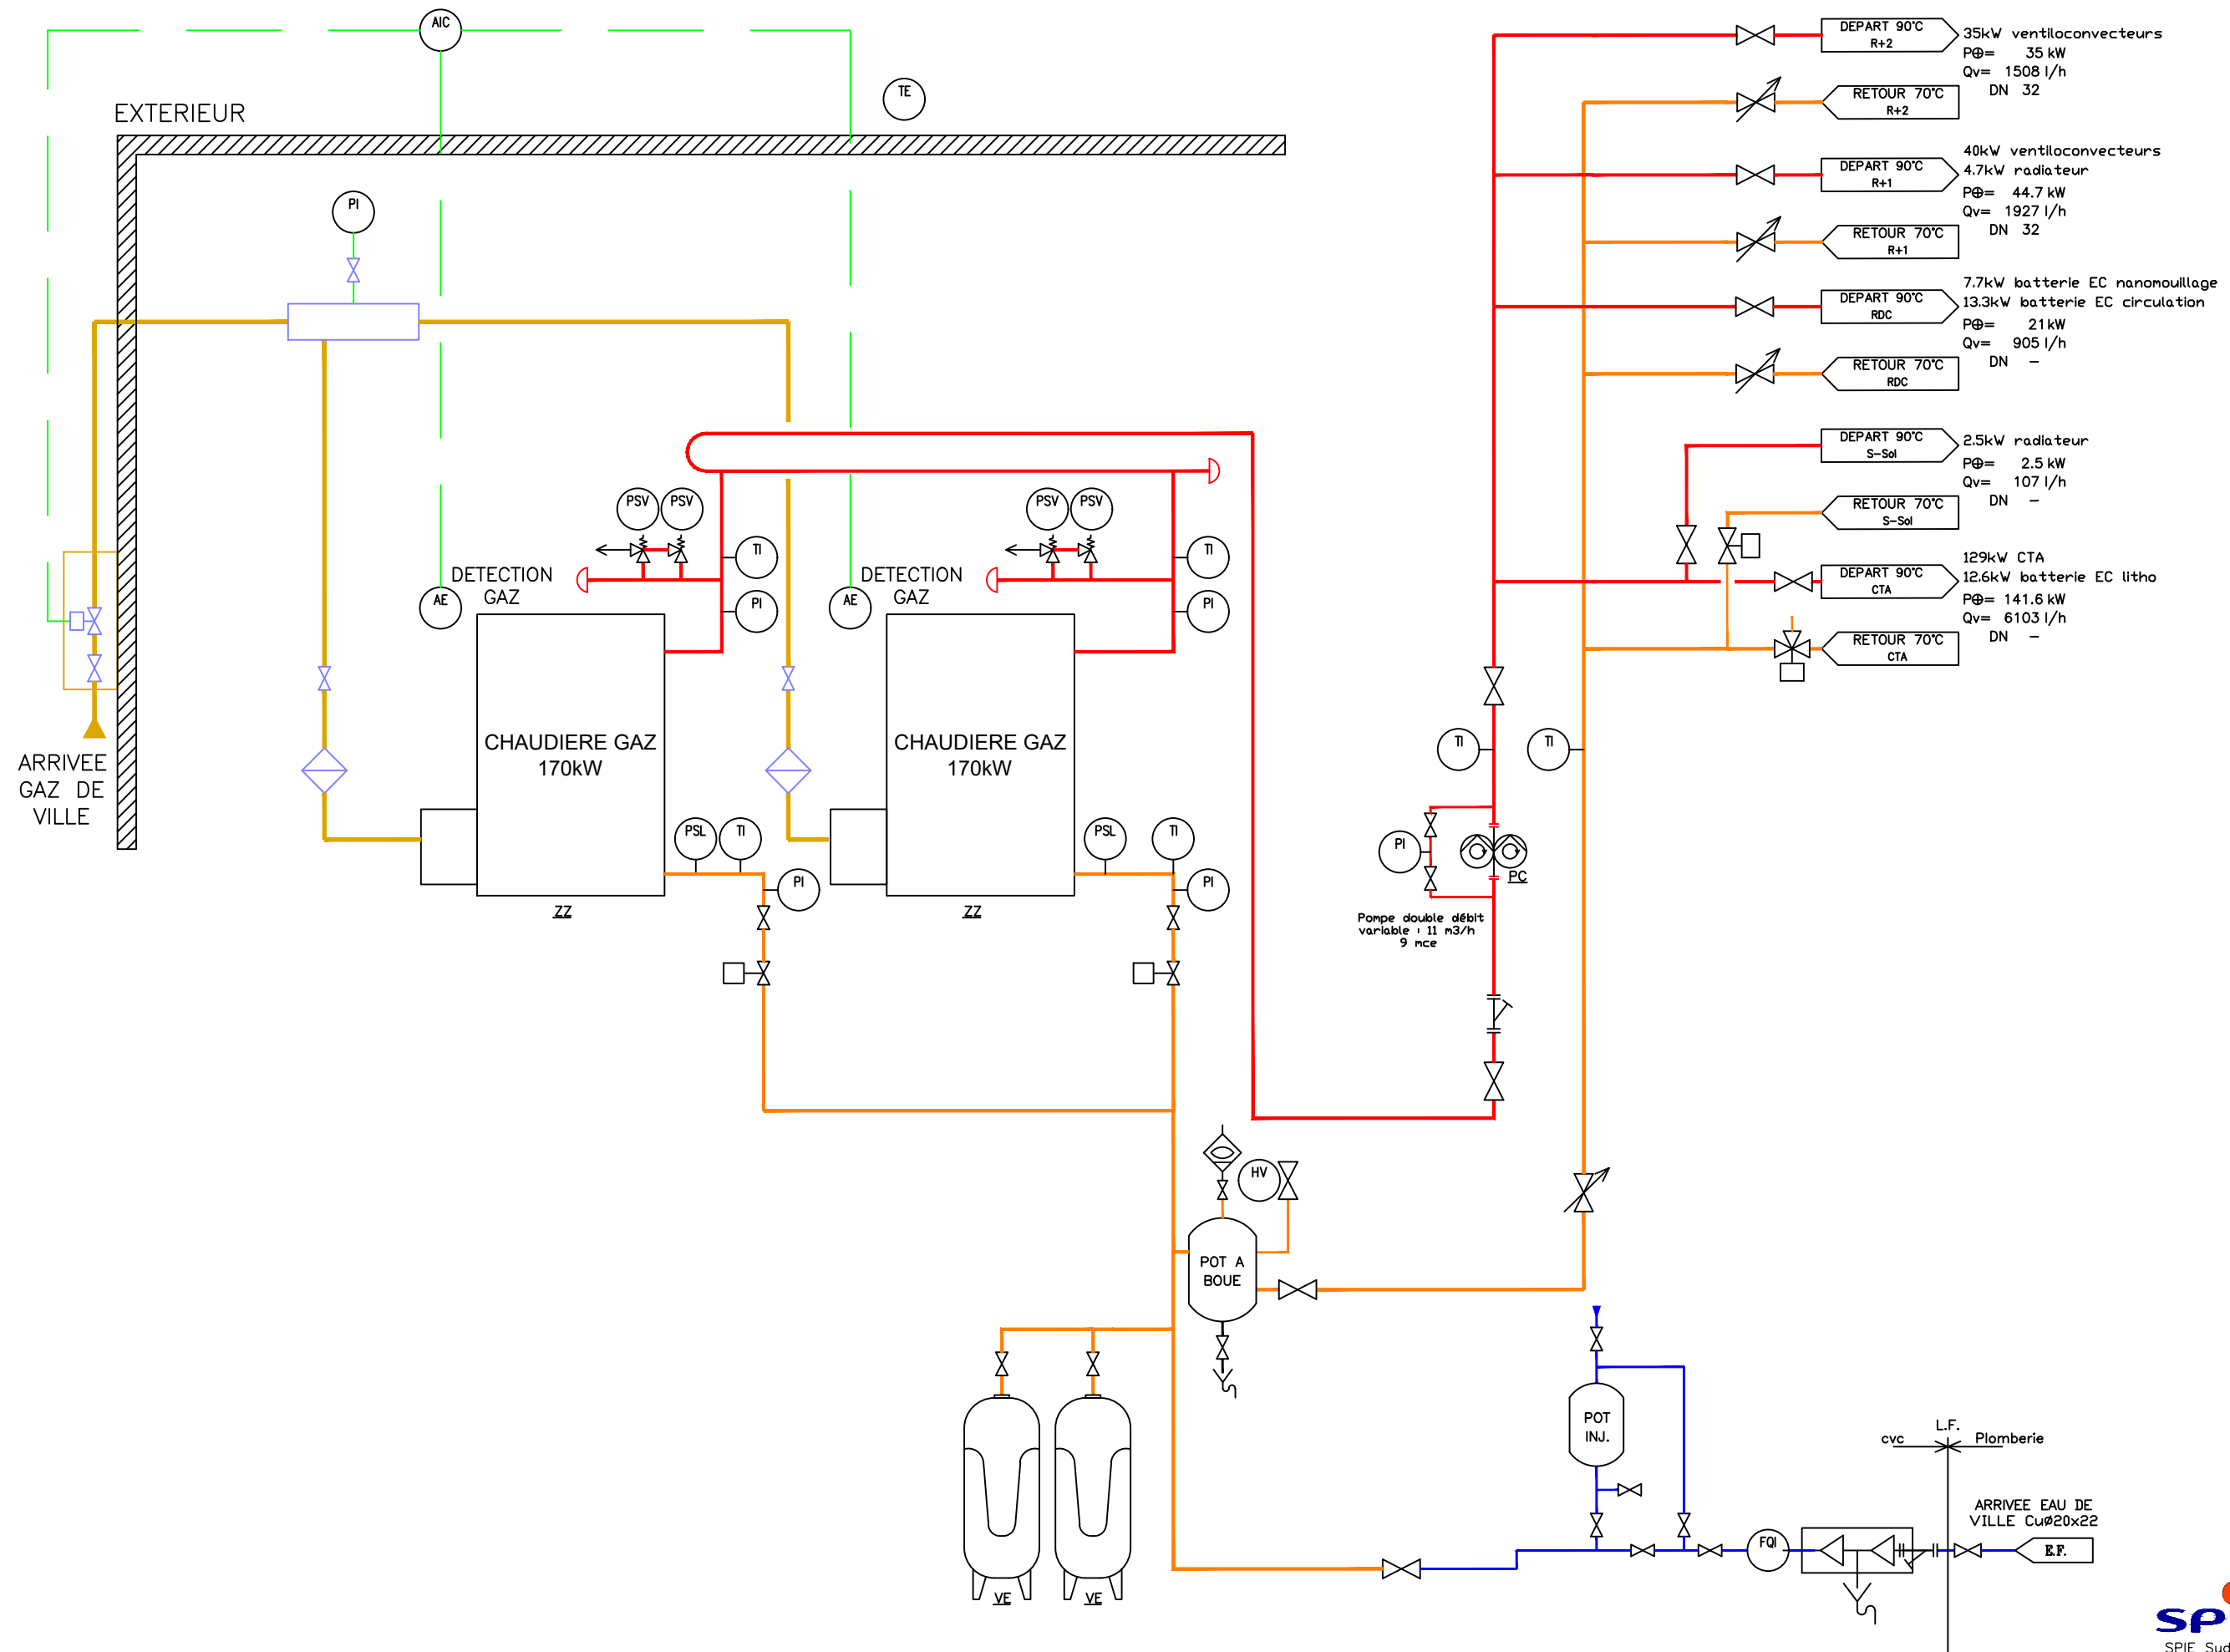 AIC
TE
EXTERIEUR
PI
DEPART 90°C
R+2
35kW ventiloconvecteurs
P⊕= 35 kW
Qv= 1508 l/h
DN 32
RETOUR 70°C
R+2
DEPART 90°C
R+1
40kW ventiloconvecteurs
4.7kW radiateur
P⊕= 44.7 kW
Qv= 1927 l/h
DN 32
RETOUR 70°C
R+1
DEPART 90°C
RDC
7.7kW batterie EC nanomouillage
13.3kW batterie EC circulation
P⊕= 21 kW
Qv= 905 l/h
DN –
RETOUR 70°C
RDC
DEPART 90°C
S-Sol
2.5kW radiateur
P⊕= 2.5 kW
Qv= 107 l/h
DN –
RETOUR 70°C
S-Sol
DEPART 90°C
CTA
129kW CTA
12.6kW batterie EC litho
P⊕= 141.6 kW
Qv= 6103 l/h
DN –
RETOUR 70°C
CTA
PSV PSV
TI
PI
DETECTION
GAZ
AE
PSV PSV
TI
PI
DETECTION
GAZ
AE
CHAUDIERE GAZ
170kW
CHAUDIERE GAZ
170kW
ARRIVEE
GAZ DE
VILLE
PSL TI
PI
ZZ
PSL TI
PI
ZZ
TI
TI
PI
PC
Pompe double débit
variable : 11 m3/h
9 mce
HV
POT A
BOUE
VE
VE
POT
INJ.
L.F.
cvc
Plomberie
ARRIVEE EAU DE
VILLE CuØ20x22
FQI
E.F.
SPIE Sud